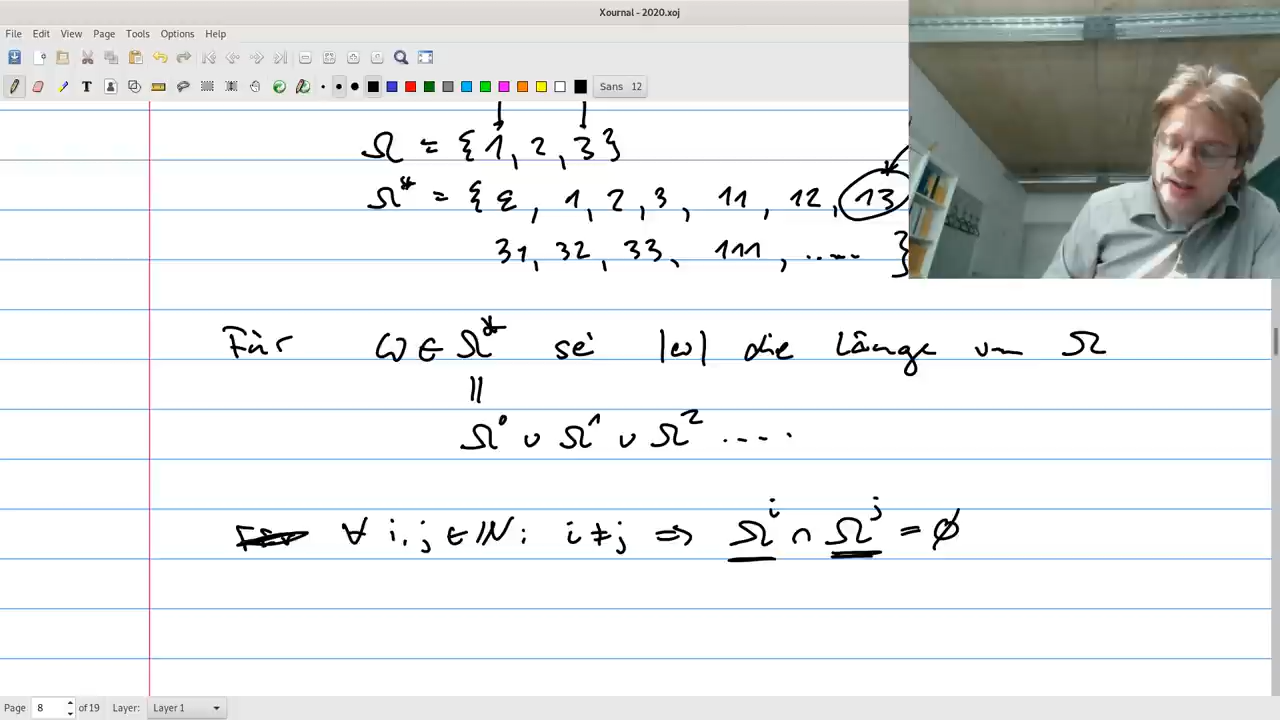 Xournal - 2020.xoj
File Edit View Page Tools Options Help
Sans 12
Ω = {1, 2, 3}
Ω* = {ε, 1, 2, 3, 11, 12, 13
31, 32, 33, 111, ..... }
Für ω ∈ Ω* sei |ω| die Länge von Ω
||
Ω⁰ ∪ Ω¹ ∪ Ω² ....
Für ∀ i, j ∈ ℕ: i ≠ j ⇒ Ωⁱ ∩ Ωʲ = ∅
Page 8 of 19 Layer: Layer 1